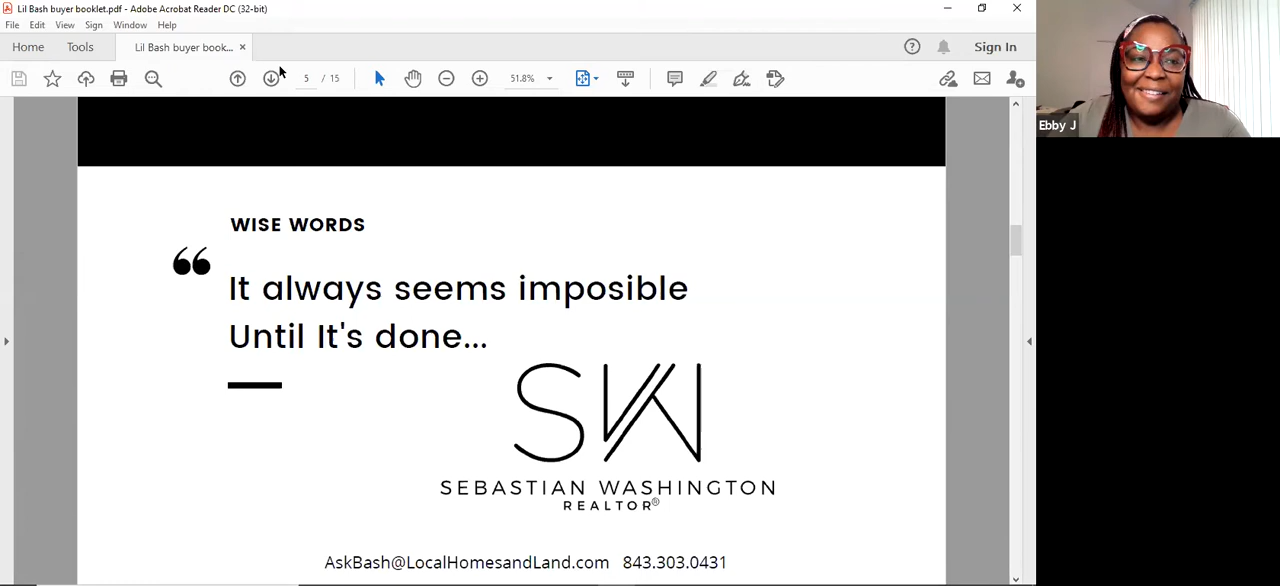 Lil Bash buyer booklet.pdf - Adobe Acrobat Reader DC (32-bit)
File Edit View Sign Window Help
Home Tools Lil Bash buyer book... × Sign In
5 / 15 51.8%
Ebby J
WISE WORDS
“ It always seems imposible
Until It's done...
SW
SEBASTIAN WASHINGTON
REALTOR®
AskBash@LocalHomesandLand.com 843.303.0431